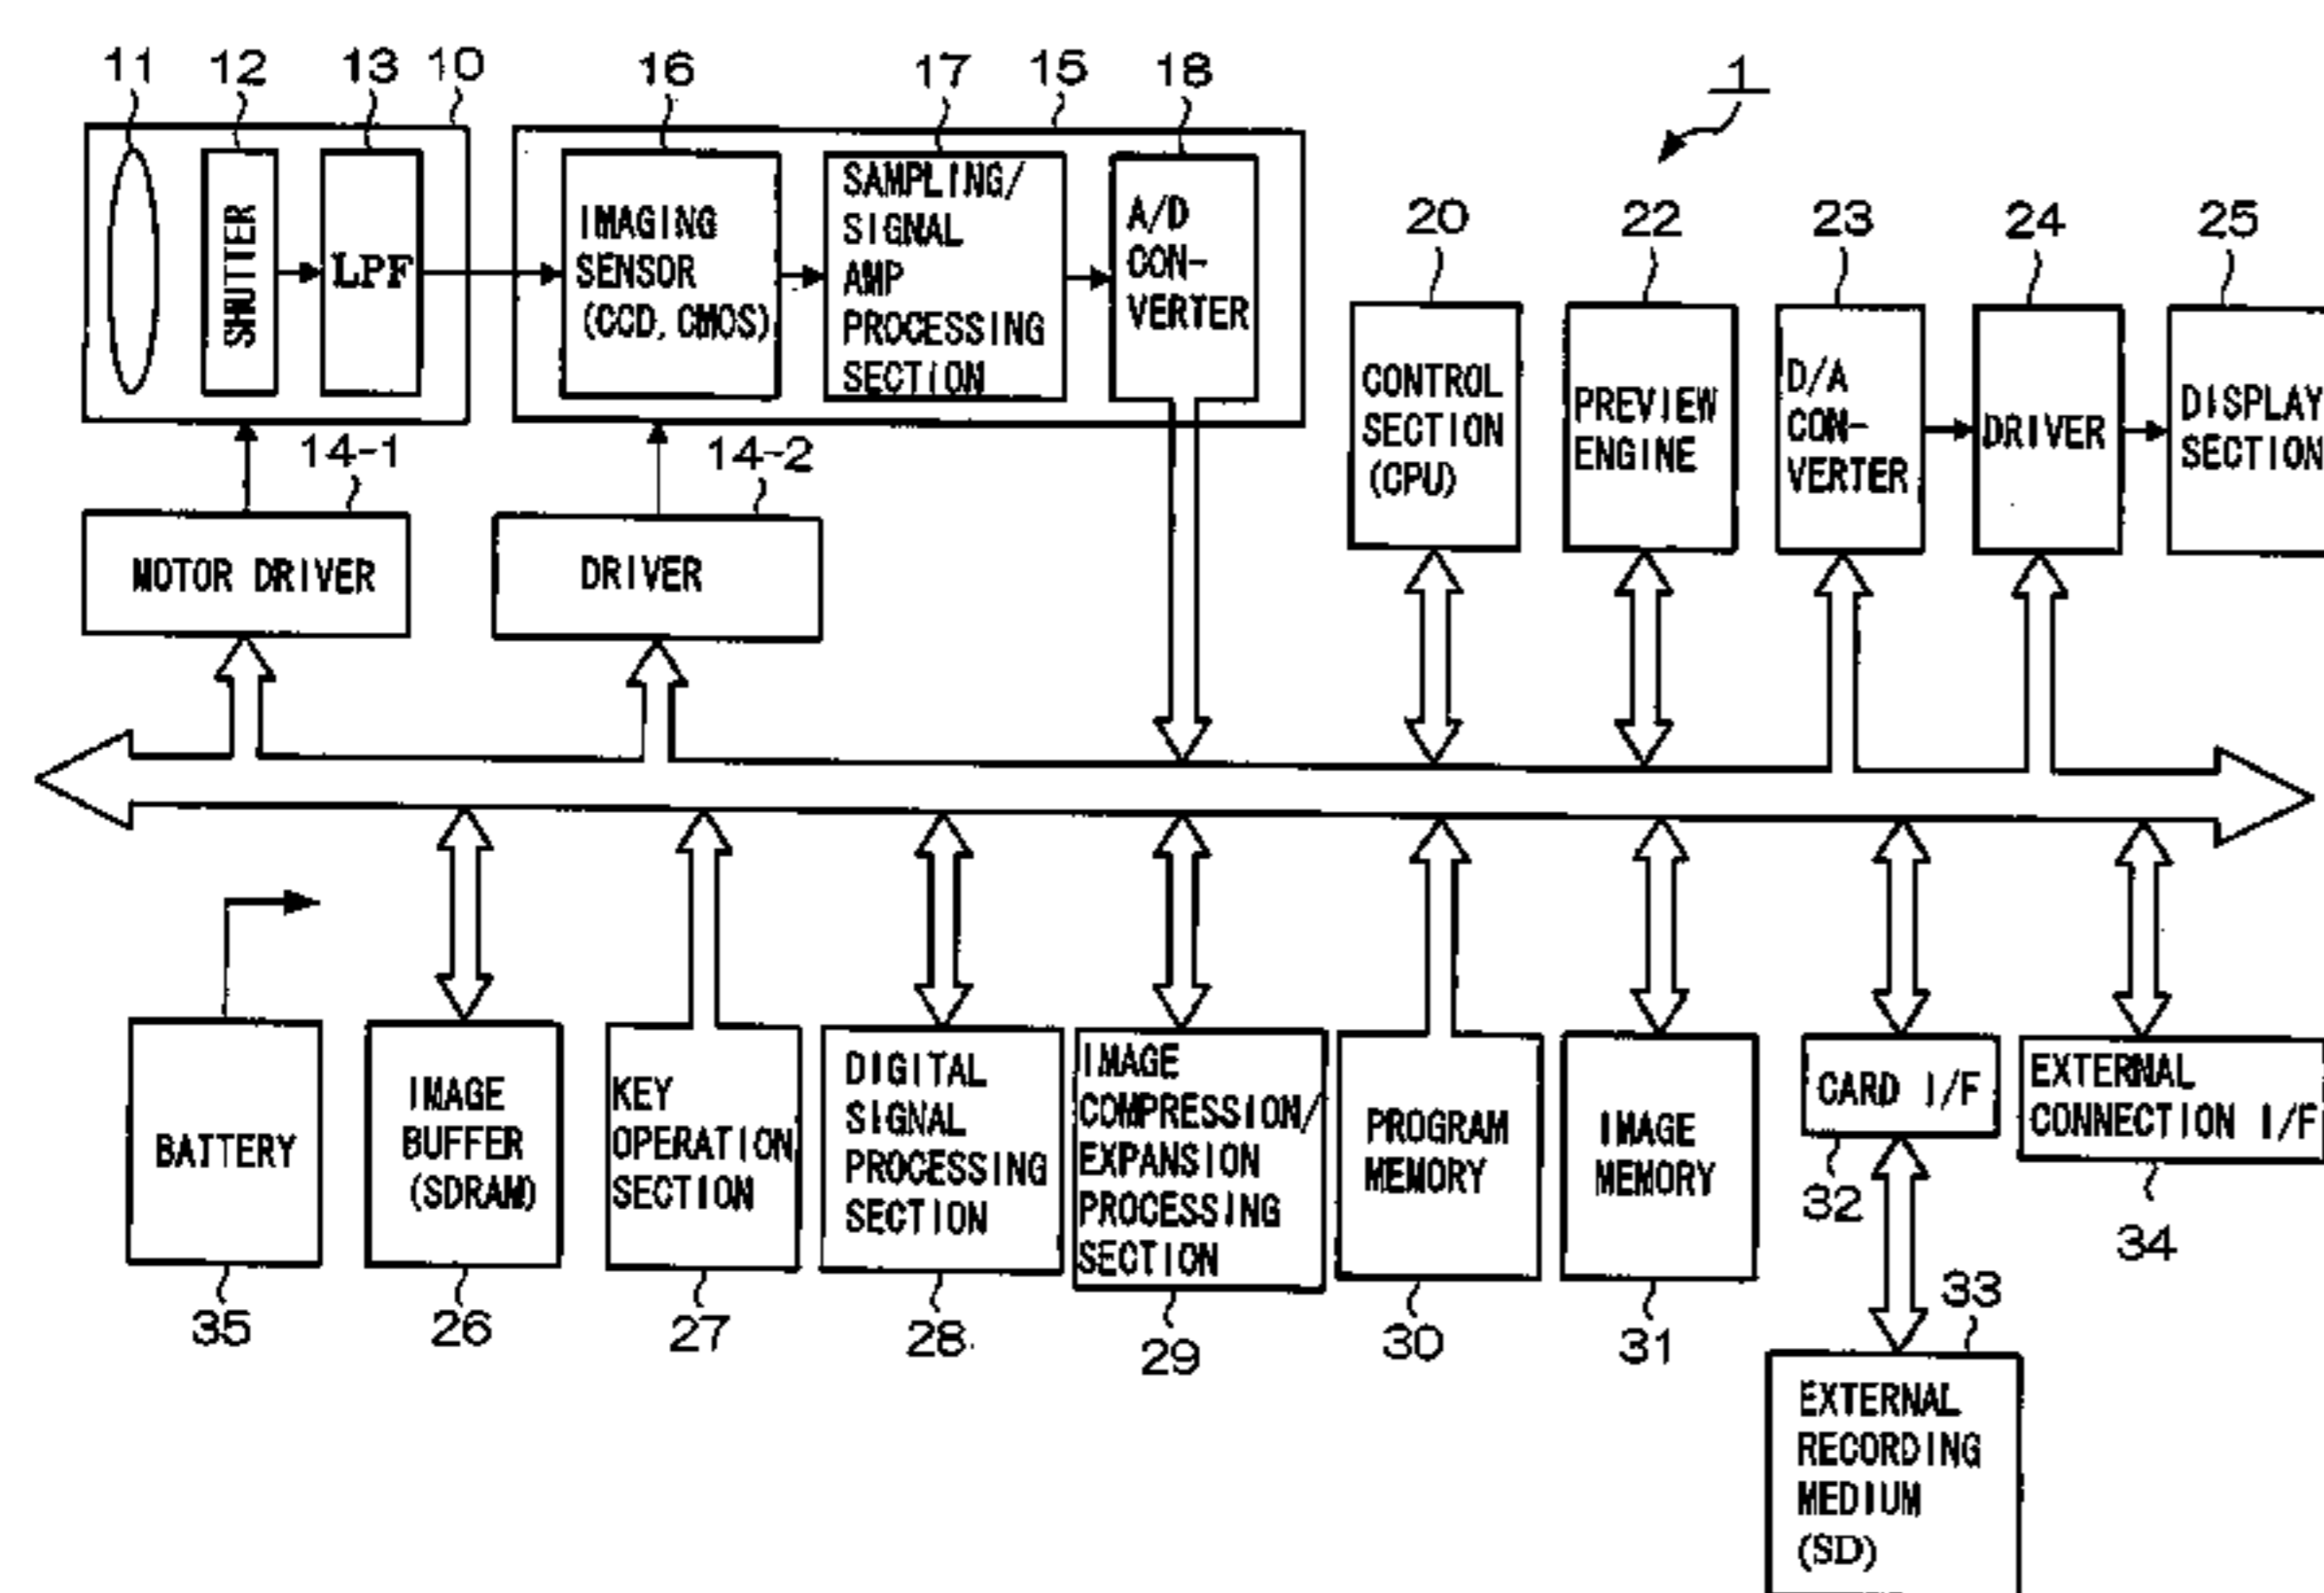 11 12 13 10 16 17 15 18 1
SHUTTER
LPF
IMAGING
SENSOR
(CCD, CMOS)
SAMPLING/
SIGNAL
AMP
PROCESSING
SECTION
A/D
CON-
VERTER
20 22 23 24 25
CONTROL
SECTION
(CPU)
PREVIEW
ENGINE
D/A
CON-
VERTER
DRIVER
DISPLAY
SECTION
14-1 14-2
MOTOR DRIVER
DRIVER
BATTERY
IMAGE
BUFFER
(SDRAM)
KEY
OPERATION
SECTION
DIGITAL
SIGNAL
PROCESSING
SECTION
IMAGE
COMPRESSION/
EXPANSION
PROCESSING
SECTION
PROGRAM
MEMORY
IMAGE
MEMORY
CARD I/F
EXTERNAL
CONNECTION I/F
32 34
35 26 27 28 29 30 31 33
EXTERNAL
RECORDING
MEDIUM
(SD)